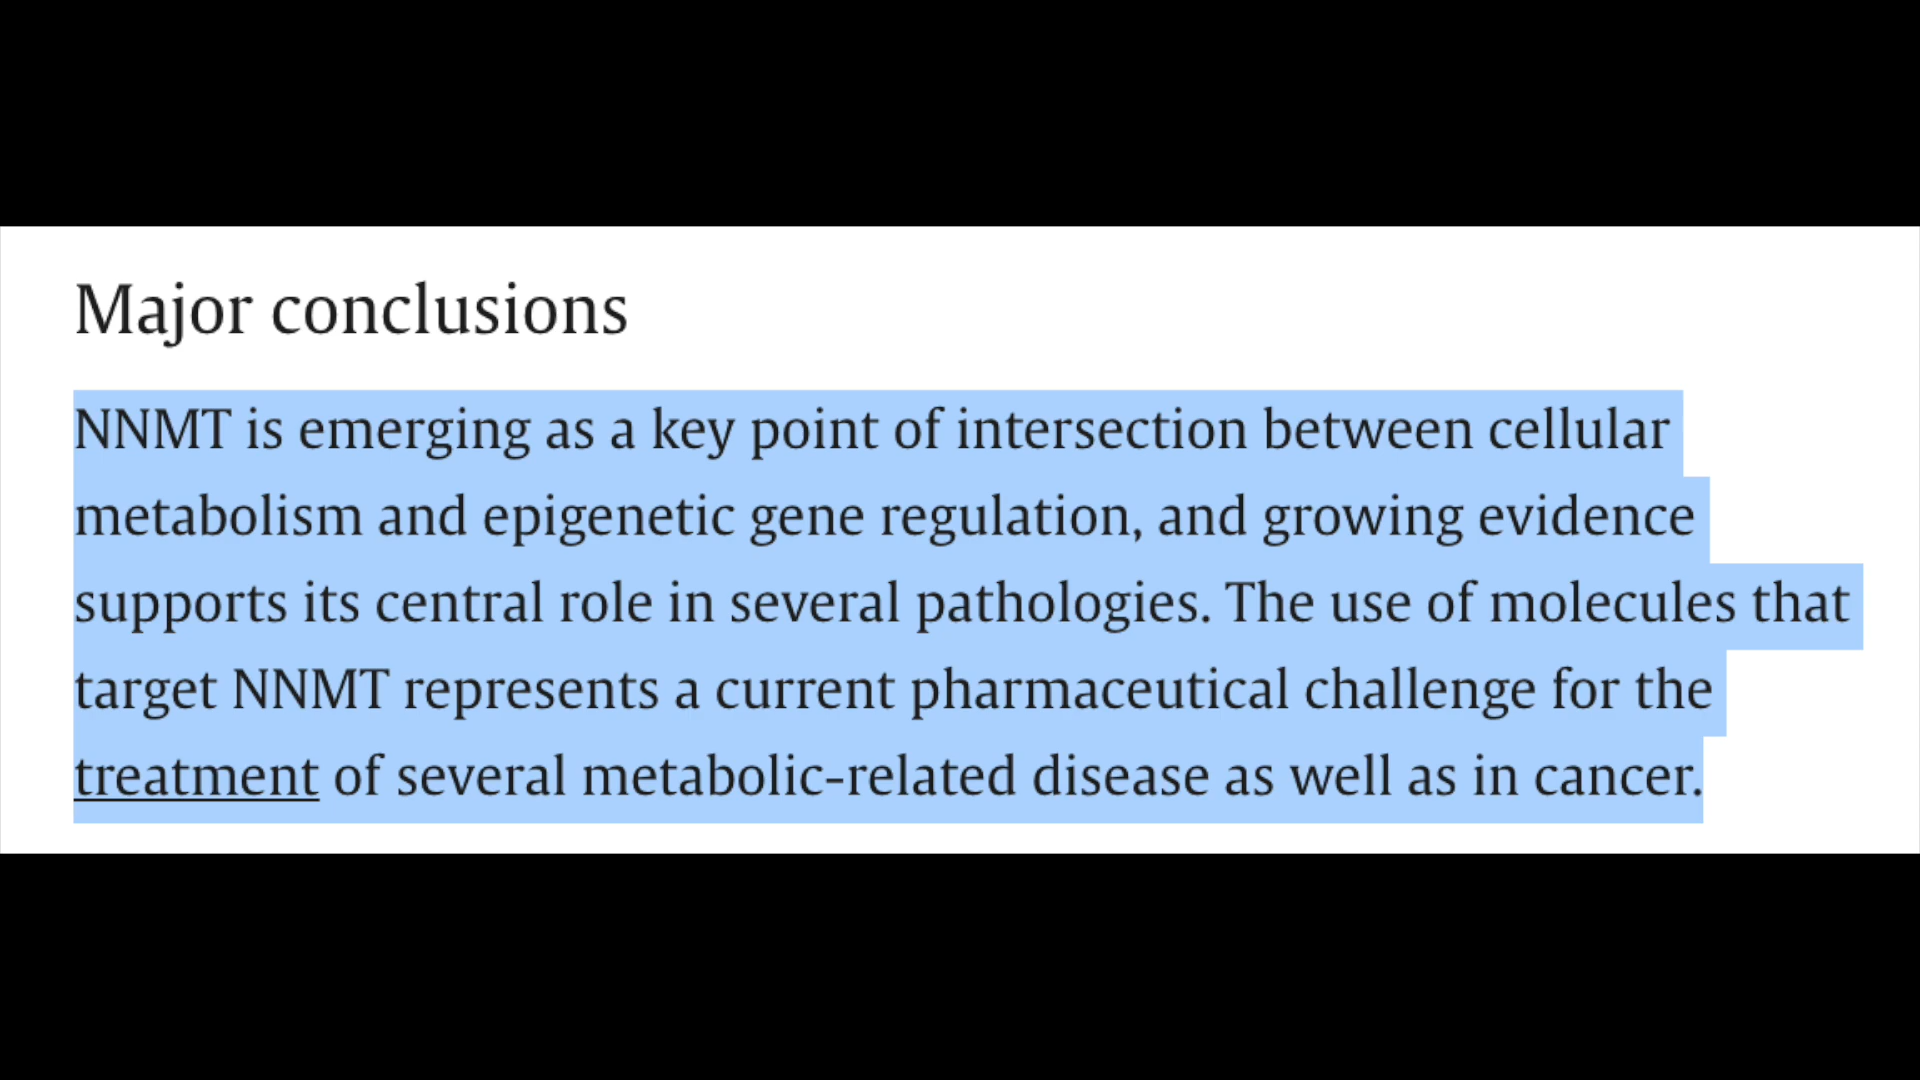 Major conclusions
NNMT is emerging as a key point of intersection between cellular
metabolism and epigenetic gene regulation, and growing evidence
supports its central role in several pathologies. The use of molecules that
target NNMT represents a current pharmaceutical challenge for the
treatment of several metabolic-related disease as well as in cancer.